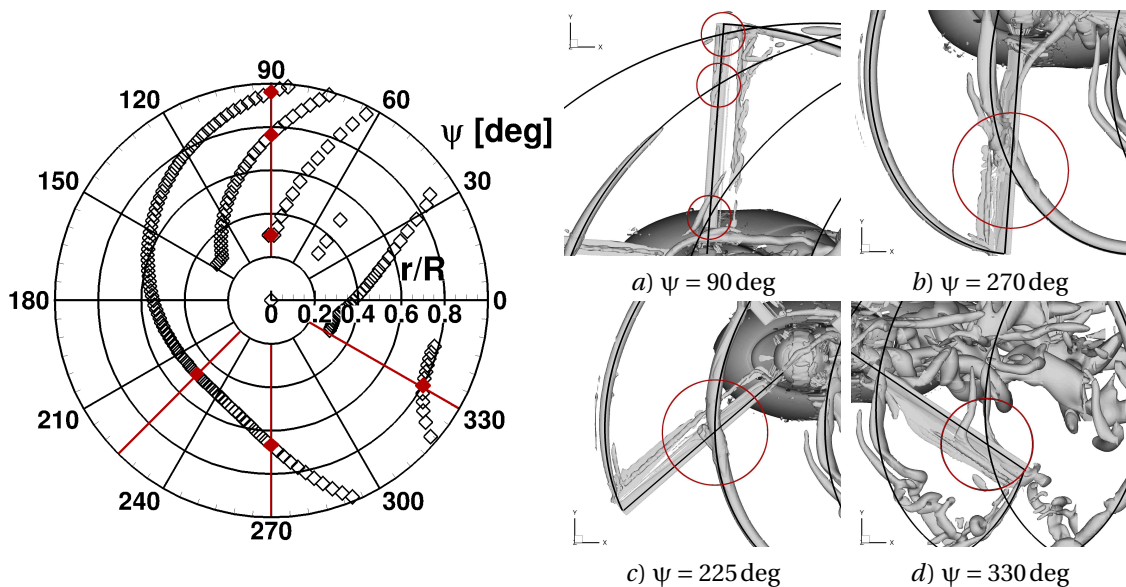 90
120
60
ψ [deg]
150
30
r/R
180
0 0.2 0.4 0.6 0.8
0
210
330
240
300
270
Y
X
a) ψ = 90 deg
Y
X
b) ψ = 270 deg
Y
X
c) ψ = 225 deg
Y
X
d) ψ = 330 deg